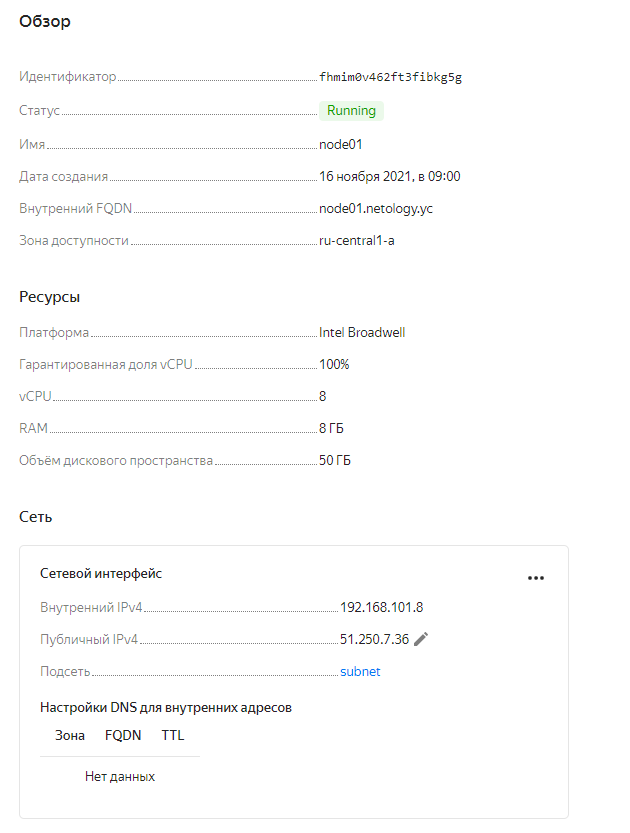 Обзор
Идентификатор fhmim0v462ft3fibkg5g
Статус Running
Имя node01
Дата создания 16 ноября 2021, в 09:00
Внутренний FQDN node01.netology.yc
Зона доступности ru-central1-a
Ресурсы
Платформа Intel Broadwell
Гарантированная доля vCPU 100%
vCPU 8
RAM 8 ГБ
Объём дискового пространства 50 ГБ
Сеть
Сетевой интерфейс
Внутренний IPv4 192.168.101.8
Публичный IPv4 51.250.7.36
Подсеть subnet
Настройки DNS для внутренних адресов
Зона FQDN TTL
Нет данных